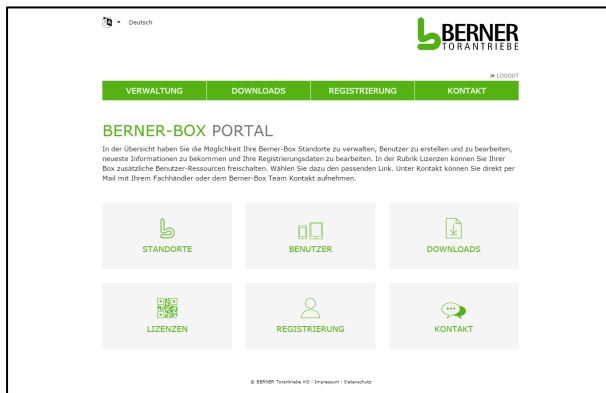 Deutsch
BERNER
TORANTRIEBE
LOGOUT
VERWALTUNG
DOWNLOADS
REGISTRIERUNG
KONTAKT
BERNER-BOX PORTAL
In der Übersicht haben Sie die Möglichkeit Ihre Berner-Box Standorte zu verwalten, Benutzer zu erstellen und zu bearbeiten,
neueste Informationen zu bekommen und Ihre Registrierungsdaten zu bearbeiten. In der Rubrik Lizenzen können Sie Ihrer
Box zusätzliche Benutzer-Ressourcen freischalten. Wählen Sie dazu den passenden Link. Unter Kontakt können Sie direkt per
Mail mit Ihrem Fachhändler oder dem Berner-Box Team Kontakt aufnehmen.
STANDORTE
BENUTZER
DOWNLOADS
LIZENZEN
REGISTRIERUNG
KONTAKT
© BERNER Torantriebe KG · Impressum | Datenschutz